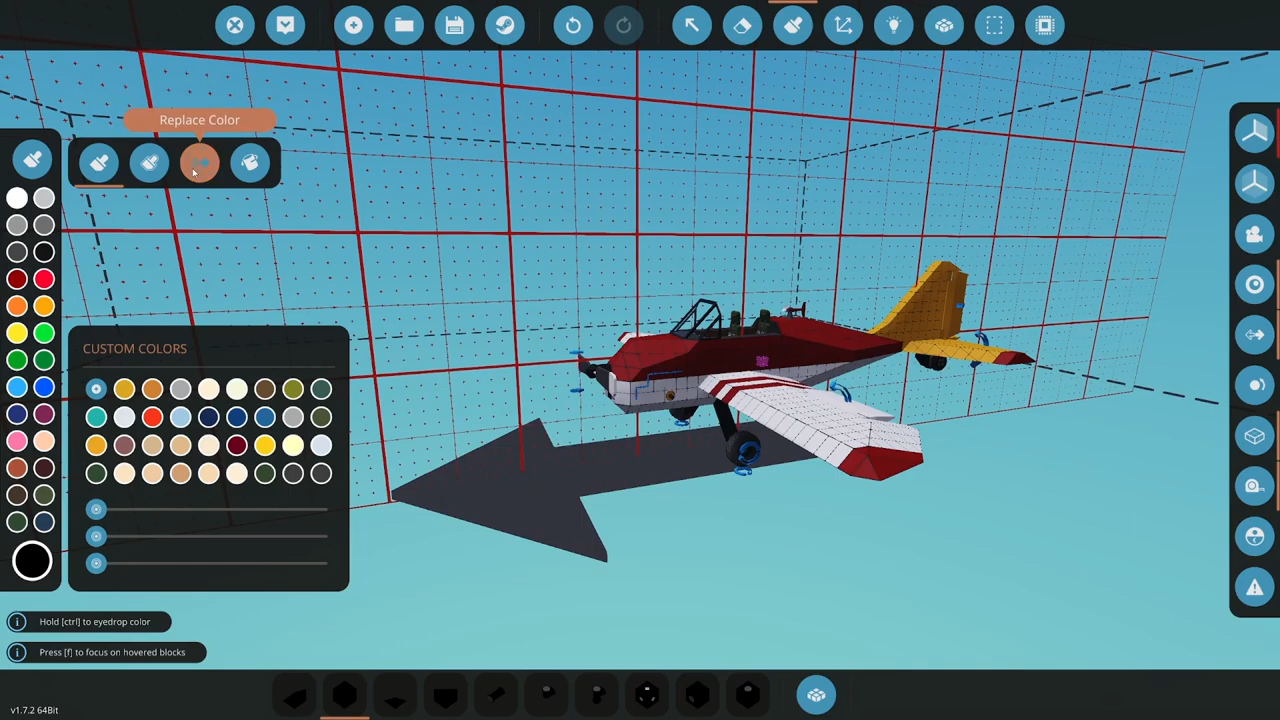 Replace Color
CUSTOM COLORS
Hold [ctrl] to eyedrop color
Press [f] to focus on hovered blocks
v1.7.2 64Bit